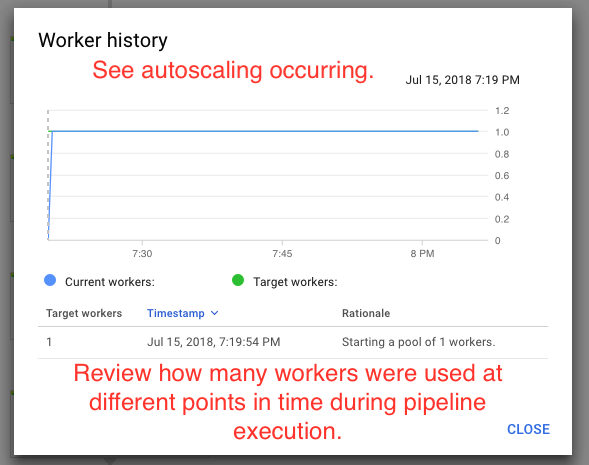 Worker history
See autoscaling occurring.
Jul 15, 2018 7:19 PM
1.2
1.0
0.8
0.6
0.4
0.2
0
7:30 7:45 8 PM
Current workers: Target workers:
Target workers Timestamp Rationale
1 Jul 15, 2018, 7:19:54 PM Starting a pool of 1 workers.
Review how many workers were used at
different points in time during pipeline
execution.
CLOSE